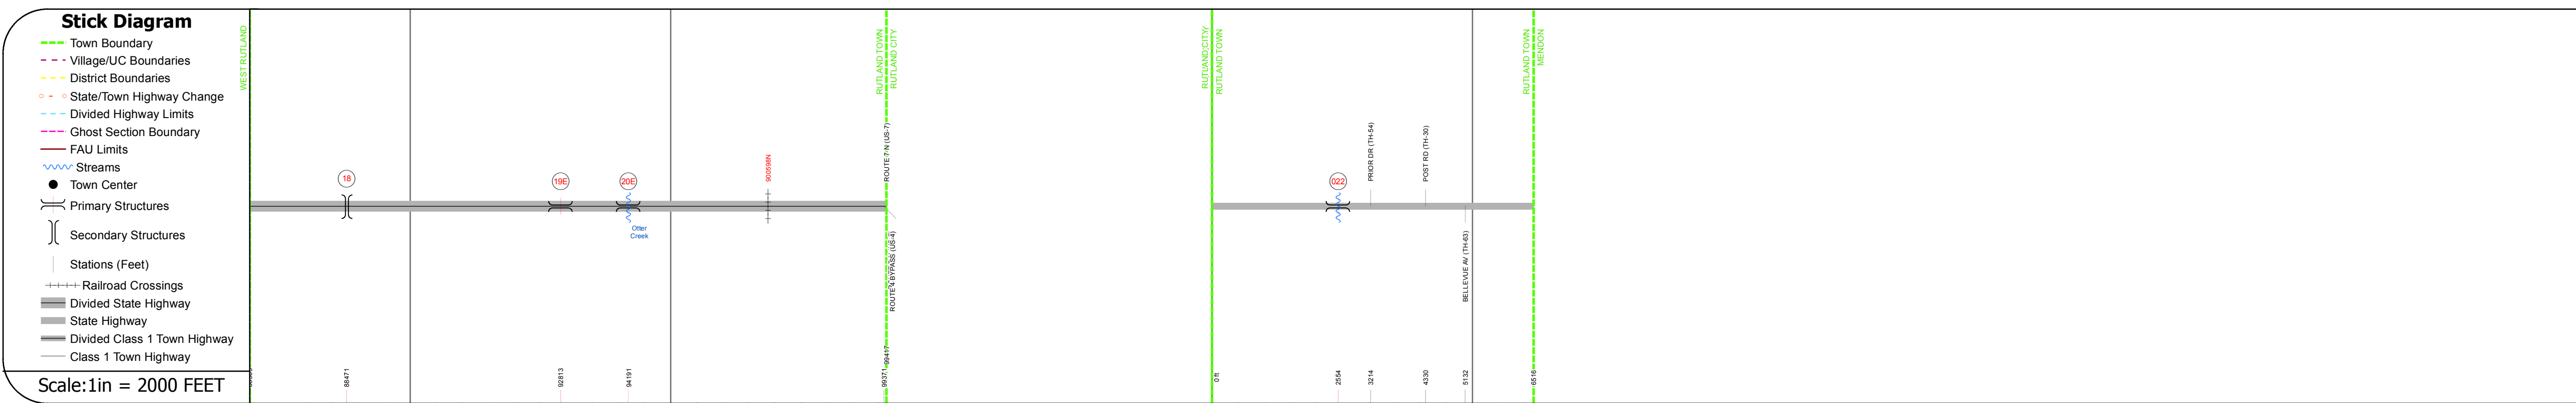 Stick Diagram
Town Boundary
Village/UC Boundaries
District Boundaries
State/Town Highway Change
Divided Highway Limits
Ghost Section Boundary
FAU Limits
Streams
Town Center
Primary Structures
Secondary Structures
Stations (Feet)
Railroad Crossings
Divided State Highway
State Highway
Divided Class 1 Town Highway
Class 1 Town Highway
Scale:1in = 2000 FEET
WEST RUTLAND
18
88471
19E
92813
20E
Otter
Creek
94191
900598N
RUTLAND TOWN
RUTLAND CITY
ROUTE 7 N (US-7)
ROUTE 4 BYPASS (US-4)
99371
99417
RUTLAND CITY
RUTLAND TOWN
0 ft
022
2554
PRIOR DR (TH-54)
3214
POST RD (TH-30)
4330
BELLEVUE AV (TH-63)
5132
RUTLAND TOWN
MENDON
6516